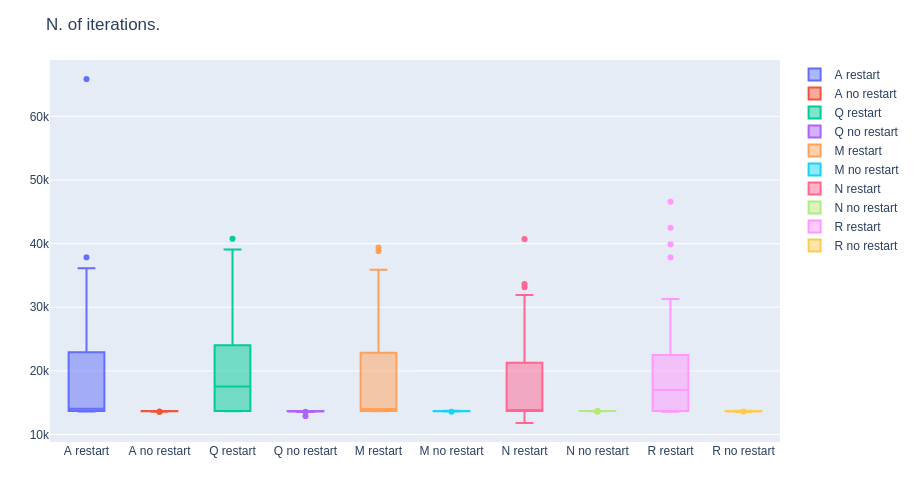 N. of iterations.
60k
50k
40k
30k
20k
10k
A restart
A no restart
Q restart
Q no restart
M restart
M no restart
N restart
N no restart
R restart
R no restart
A restart
A no restart
Q restart
Q no restart
M restart
M no restart
N restart
N no restart
R restart
R no restart